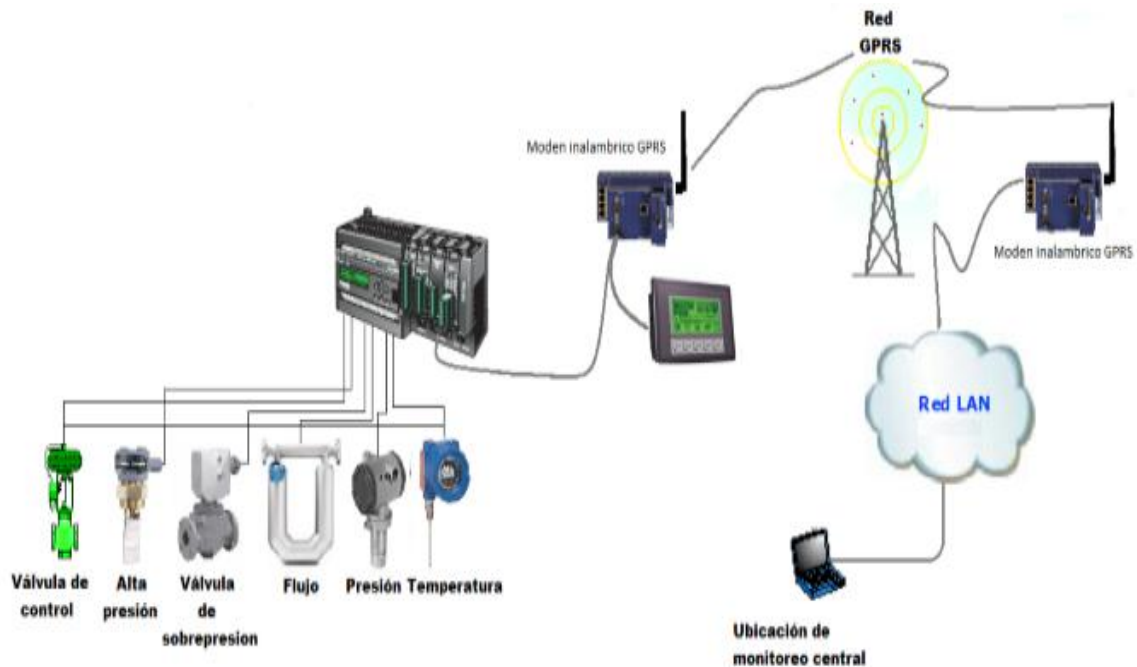 Red
GPRS
Moden inalambrico GPRS
Moden inalambrico GPRS
Red LAN
Válvula de
control
Alta
presión
Válvula
de
sobrepresion
Flujo
Presión
Temperatura
Ubicación de
monitoreo central